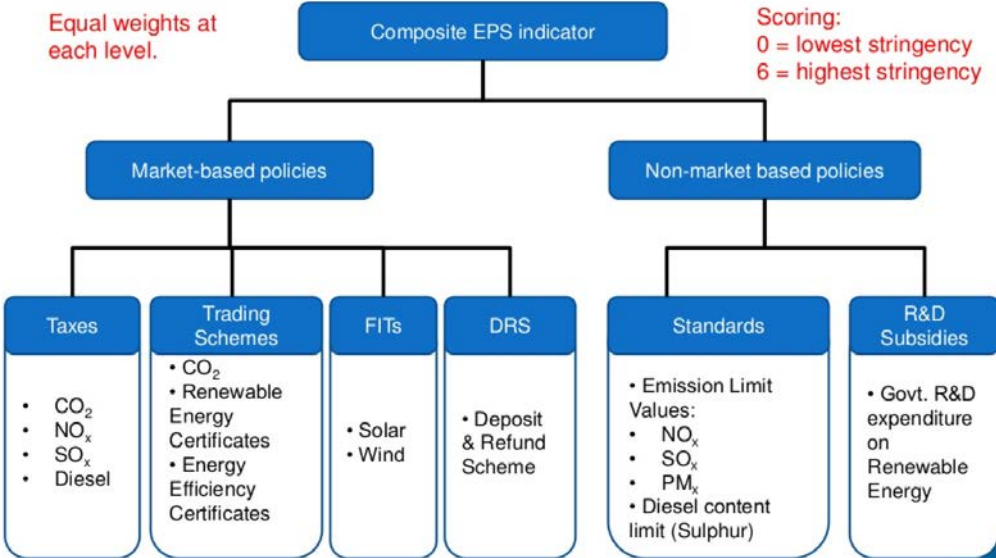 Equal weights at
each level.
Composite EPS indicator
Scoring:
0 = lowest stringency
6 = highest stringency
Market-based policies
Non-market based policies
Taxes
• CO₂
• NOₓ
• SOₓ
• Diesel
Trading
Schemes
• CO₂
• Renewable
Energy
Certificates
• Energy
Efficiency
Certificates
FITs
• Solar
• Wind
DRS
• Deposit
& Refund
Scheme
Standards
• Emission Limit
Values:
• NOₓ
• SOₓ
• PMₓ
• Diesel content
limit (Sulphur)
R&D
Subsidies
• Govt. R&D
expenditure
on
Renewable
Energy